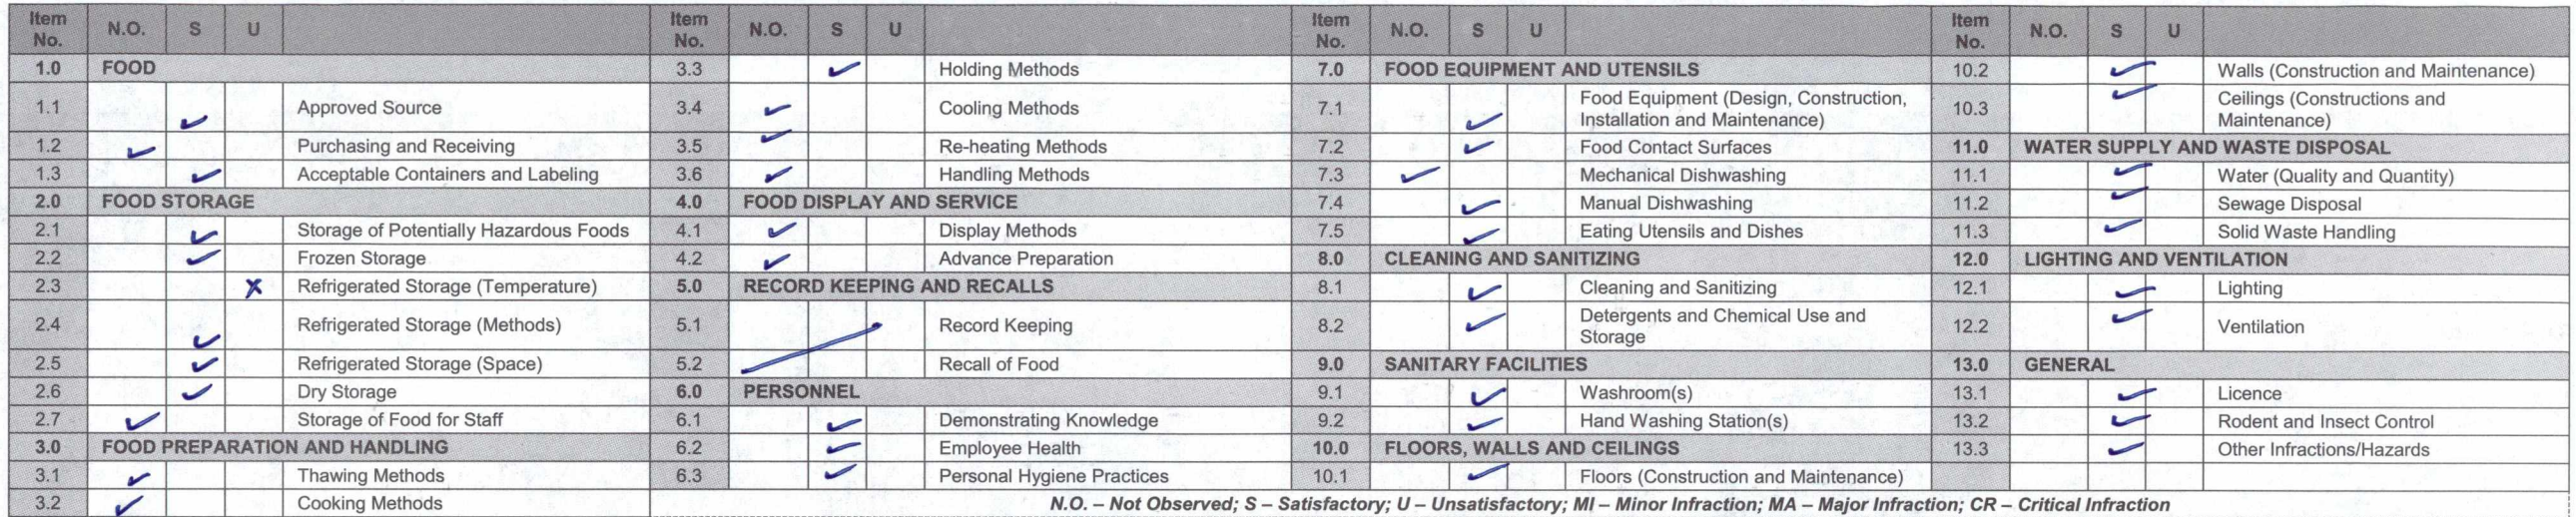 Item No. N.O. S U
1.0 FOOD
1.1 ✓ Approved Source
1.2 ✓ Purchasing and Receiving
1.3 ✓ Acceptable Containers and Labeling
2.0 FOOD STORAGE
2.1 ✓ Storage of Potentially Hazardous Foods
2.2 ✓ Frozen Storage
2.3 X Refrigerated Storage (Temperature)
2.4 ✓ Refrigerated Storage (Methods)
2.5 ✓ Refrigerated Storage (Space)
2.6 ✓ Dry Storage
2.7 ✓ Storage of Food for Staff
3.0 FOOD PREPARATION AND HANDLING
3.1 ✓ Thawing Methods
3.2 ✓ Cooking Methods
Item No. N.O. S U
3.3 ✓ Holding Methods
3.4 ✓ Cooling Methods
3.5 ✓ Re-heating Methods
3.6 ✓ Handling Methods
4.0 FOOD DISPLAY AND SERVICE
4.1 ✓ Display Methods
4.2 ✓ Advance Preparation
5.0 RECORD KEEPING AND RECALLS
5.1 Record Keeping
5.2 Recall of Food
6.0 PERSONNEL
6.1 ✓ Demonstrating Knowledge
6.2 ✓ Employee Health
6.3 ✓ Personal Hygiene Practices
Item No. N.O. S U
7.0 FOOD EQUIPMENT AND UTENSILS
7.1 ✓ Food Equipment (Design, Construction,
Installation and Maintenance)
7.2 ✓ Food Contact Surfaces
7.3 ✓ Mechanical Dishwashing
7.4 ✓ Manual Dishwashing
7.5 ✓ Eating Utensils and Dishes
8.0 CLEANING AND SANITIZING
8.1 ✓ Cleaning and Sanitizing
8.2 ✓ Detergents and Chemical Use and
Storage
9.0 SANITARY FACILITIES
9.1 ✓ Washroom(s)
9.2 ✓ Hand Washing Station(s)
10.0 FLOORS, WALLS AND CEILINGS
10.1 ✓ Floors (Construction and Maintenance)
Item No. N.O. S U
10.2 ✓ Walls (Construction and Maintenance)
10.3 ✓ Ceilings (Constructions and
Maintenance)
11.0 WATER SUPPLY AND WASTE DISPOSAL
11.1 ✓ Water (Quality and Quantity)
11.2 ✓ Sewage Disposal
11.3 ✓ Solid Waste Handling
12.0 LIGHTING AND VENTILATION
12.1 ✓ Lighting
12.2 ✓ Ventilation
13.0 GENERAL
13.1 ✓ Licence
13.2 ✓ Rodent and Insect Control
13.3 ✓ Other Infractions/Hazards
N.O. – Not Observed; S – Satisfactory; U – Unsatisfactory; MI – Minor Infraction; MA – Major Infraction; CR – Critical Infraction